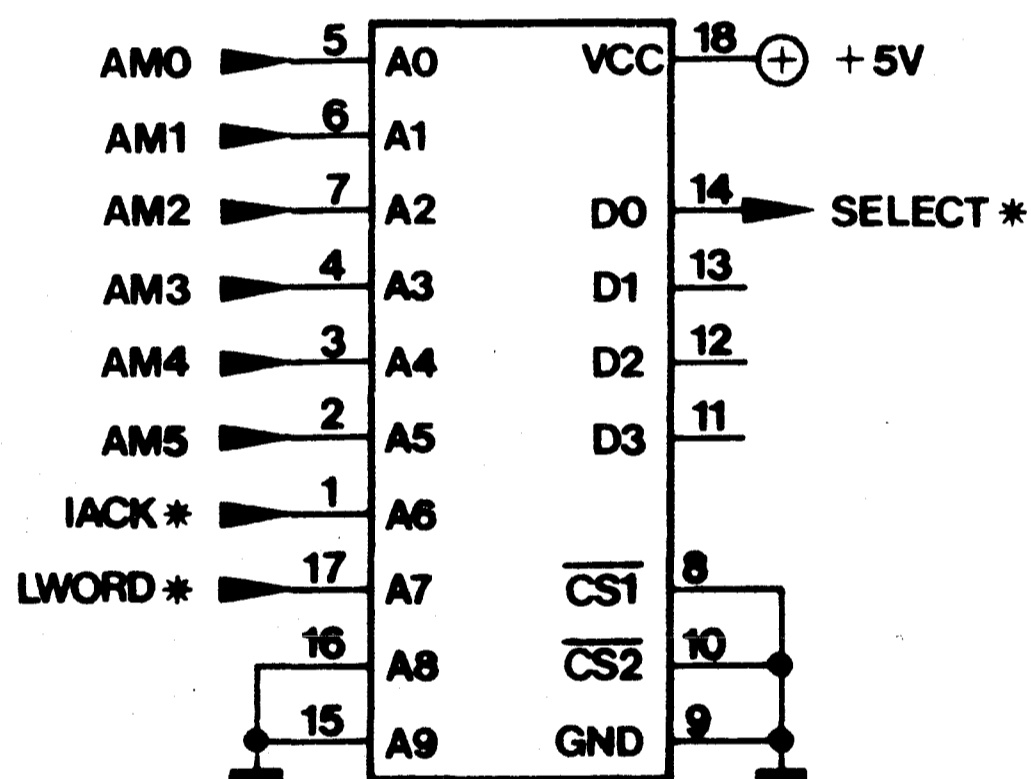 AM0 5 A0 VCC 18 + +5V
AM1 6 A1
AM2 7 A2 D0 14 SELECT*
AM3 4 A3 D1 13
AM4 3 A4 D2 12
AM5 2 A5 D3 11
IACK* 1 A6
LWORD* 17 A7 CS1 8
16 A8 CS2 10
15 A9 GND 9